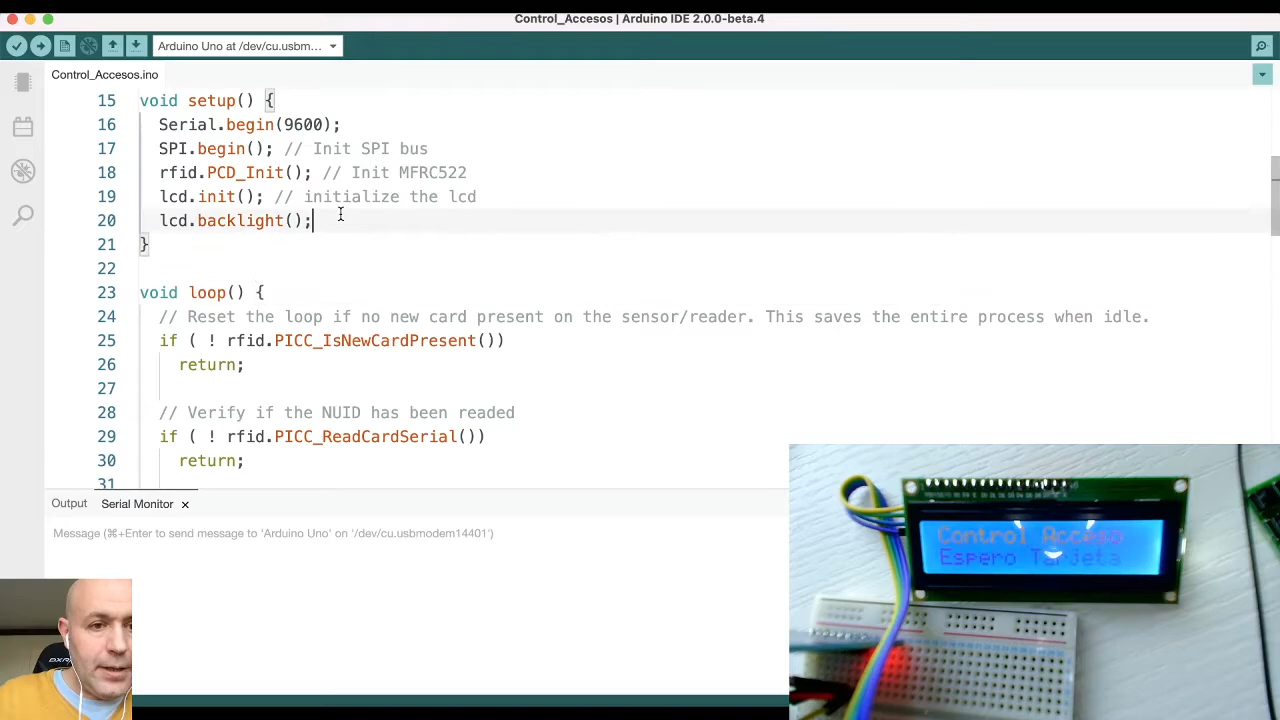 Control_Accesos | Arduino IDE 2.0.0-beta.4
Arduino Uno at /dev/cu.usbm...
Control_Accesos.ino
15 void setup() {
16 Serial.begin(9600);
17 SPI.begin(); // Init SPI bus
18 rfid.PCD_Init(); // Init MFRC522
19 lcd.init(); // initialize the lcd
20 lcd.backlight();
21 }
22
23 void loop() {
24 // Reset the loop if no new card present on the sensor/reader. This saves the entire process when idle.
25 if ( ! rfid.PICC_IsNewCardPresent())
26 return;
27
28 // Verify if the NUID has been readed
29 if ( ! rfid.PICC_ReadCardSerial())
30 return;
31
Output Serial Monitor
Message (⌘+Enter to send message to 'Arduino Uno' on '/dev/cu.usbmodem14401')
Control Acceso
Espero Tarjeta
DXR